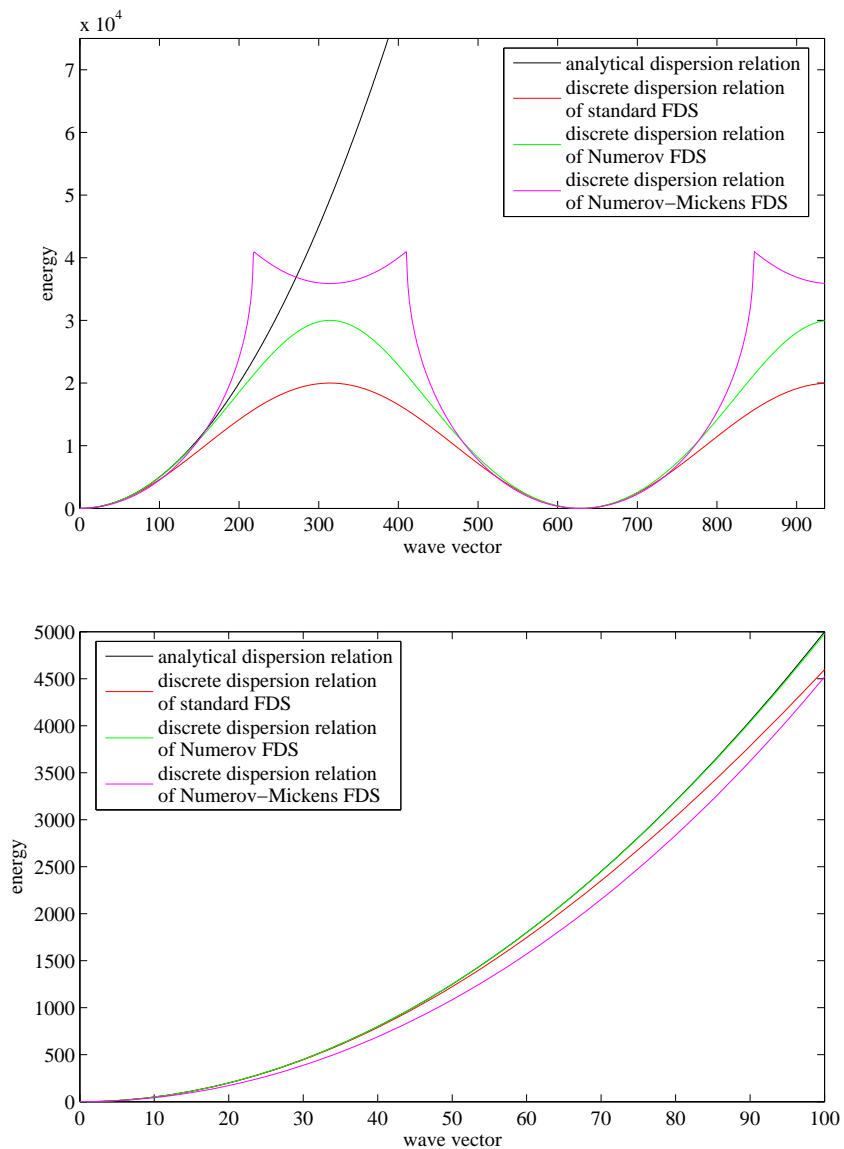 x 10^4
7
6
5
4
3
2
1
0
energy
analytical dispersion relation
discrete dispersion relation
of standard FDS
discrete dispersion relation
of Numerov FDS
discrete dispersion relation
of Numerov−Mickens FDS
0 100 200 300 400 500 600 700 800 900
wave vector
5000
4500
4000
3500
3000
2500
2000
1500
1000
500
0
energy
analytical dispersion relation
discrete dispersion relation
of standard FDS
discrete dispersion relation
of Numerov FDS
discrete dispersion relation
of Numerov−Mickens FDS
0 10 20 30 40 50 60 70 80 90 100
wave vector